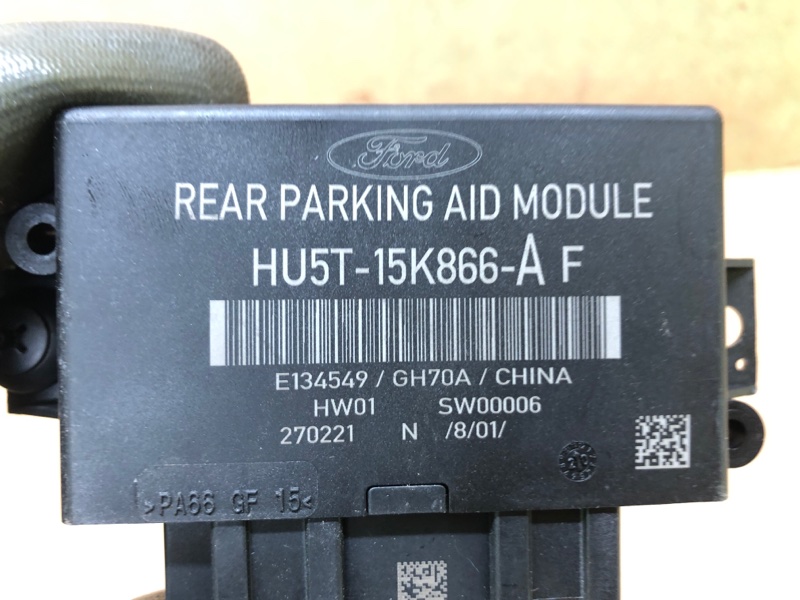 Ford
REAR PARKING AID MODULE
HU5T-15K866-A F
E134549 / GH70A / CHINA
HW01 SW00006
270221 N /8/01/
>PA66 GF 15<